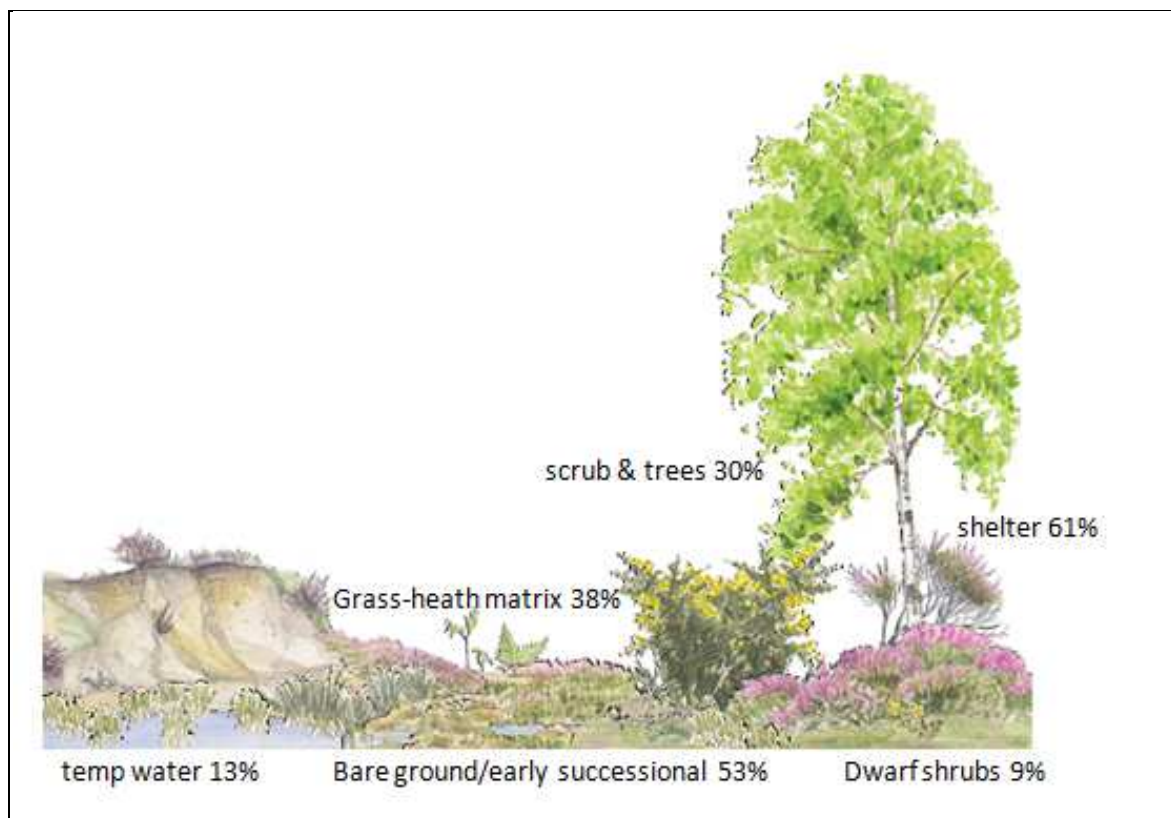 scrub & trees 30%
shelter 61%
Grass-heath matrix 38%
temp water 13%
Bare ground/early successional 53%
Dwarf shrubs 9%